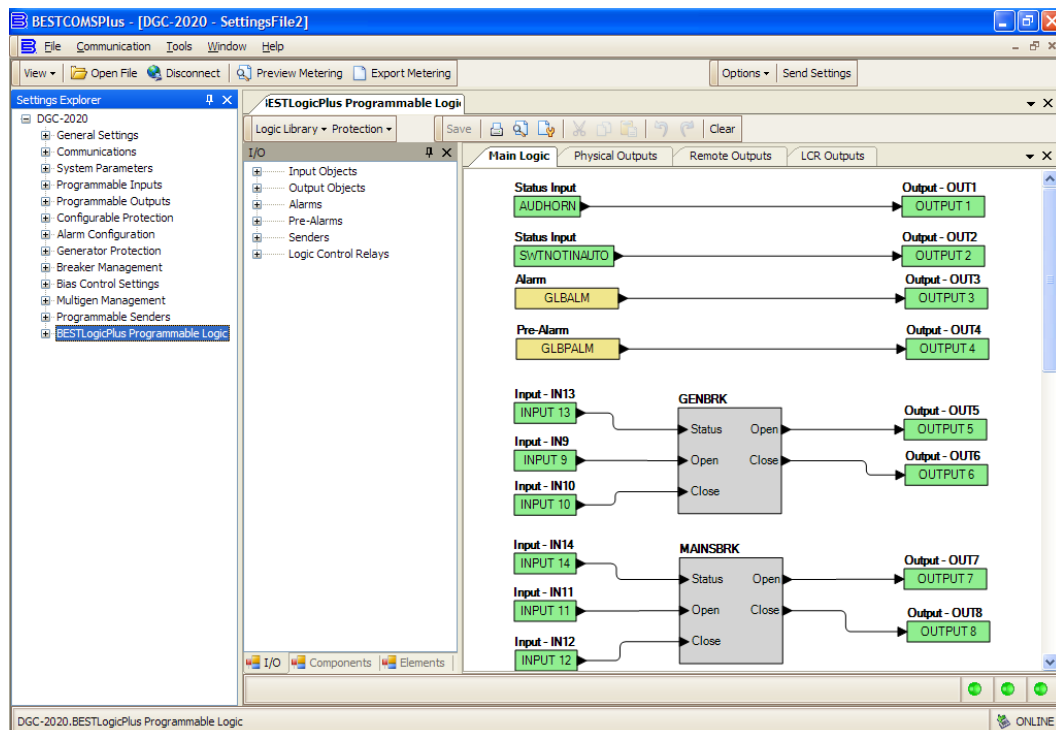 BESTCOMSPlus - [DGC-2020 - SettingsFile2]
File Communication Tools Window Help
View Open File Disconnect Preview Metering Export Metering Options Send Settings
Settings Explorer
DGC-2020
General Settings
Communications
System Parameters
Programmable Inputs
Programmable Outputs
Configurable Protection
Alarm Configuration
Generator Protection
Breaker Management
Bias Control Settings
Multigen Management
Programmable Senders
BESTLogicPlus Programmable Logic
ESTLogicPlus Programmable Logi
Logic Library Protection Save Clear
I/O
Input Objects
Output Objects
Alarms
Pre-Alarms
Senders
Logic Control Relays
I/O Components Elements
Main Logic Physical Outputs Remote Outputs LCR Outputs
Status Input Output - OUT1
AUDHORN OUTPUT 1
Status Input Output - OUT2
SWTNOTINAUTO OUTPUT 2
Alarm Output - OUT3
GLBALM OUTPUT 3
Pre-Alarm Output - OUT4
GLBPALM OUTPUT 4
Input - IN13 GENBRK
INPUT 13 Output - OUT5
Status Open OUTPUT 5
Input - IN9 Output - OUT6
INPUT 9 Open Close OUTPUT 6
Input - IN10
INPUT 10 Close
Input - IN14 MAINSBRK
INPUT 14 Output - OUT7
Status Open OUTPUT 7
Input - IN11
INPUT 11 Open Close Output - OUT8
Input - IN12 Close OUTPUT 8
INPUT 12
DGC-2020.BESTLogicPlus Programmable Logic ONLINE